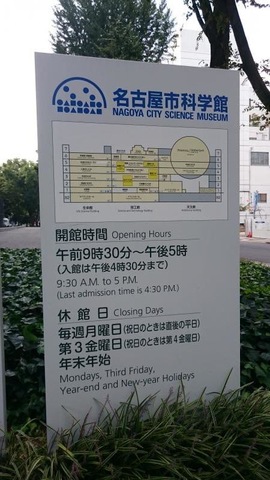 名古屋市科学館
NAGOYA CITY SCIENCE MUSEUM
開館時間 Opening Hours
午前9時30分~午後5時
(入館は午後4時30分まで)
9:30 A.M. to 5 P.M.
(Last admission time is 4:30 P.M.)
休館日 Closing Days
毎週月曜日(祝日のときは直後の平日)
第3金曜日(祝日のときは第4金曜日)
年末年始
Mondays, Third Friday,
Year-end and New-year Holidays